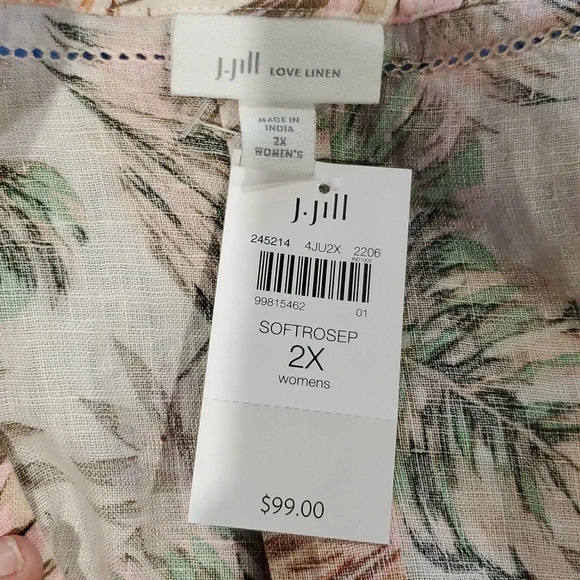 J.Jill LOVE LINEN
MADE IN
INDIA
2X
WOMEN'S
J.Jill
245214 4JU2X 2206
IND1003
99815462 01
SOFTROSEP
2X
womens
$99.00